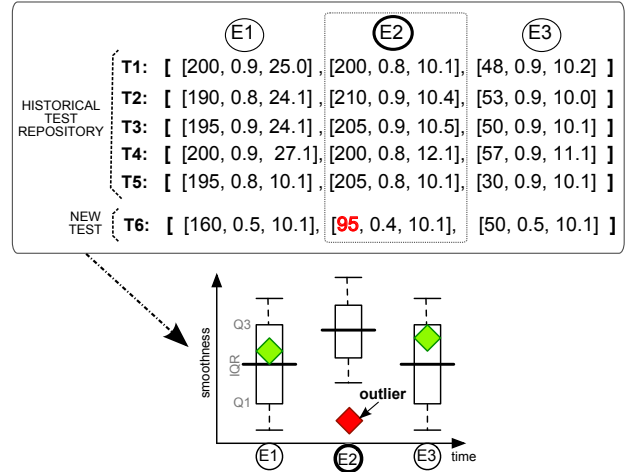 E1 E2 E3
T1: [ [200, 0.9, 25.0] , [200, 0.8, 10.1], [48, 0.9, 10.2] ]
T2: [ [190, 0.8, 24.1] , [210, 0.9, 10.4], [53, 0.9, 10.0] ]
T3: [ [195, 0.9, 24.1] , [205, 0.9, 10.5], [50, 0.9, 10.1] ]
T4: [ [200, 0.9, 27.1], [200, 0.8, 12.1], [57, 0.9, 11.1] ]
T5: [ [195, 0.8, 10.1] , [205, 0.8, 10.1], [30, 0.9, 10.1] ]
HISTORICAL
TEST
REPOSITORY
NEW
TEST
T6: [ [160, 0.5, 10.1], [95, 0.4, 10.1], [50, 0.5, 10.1] ]
smoothness
Q3
IQR
Q1
outlier
E1 E2 E3 time